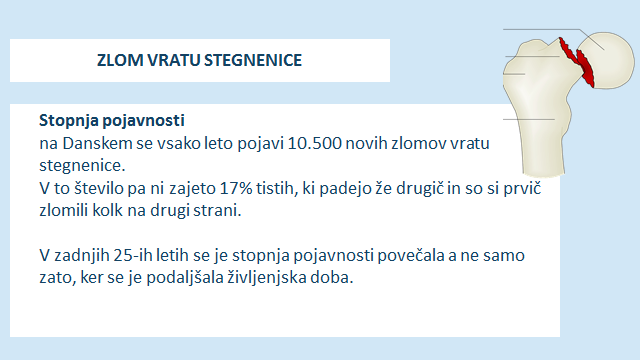 ZLOM VRATU STEGNENICE
Stopnja pojavnosti
na Danskem se vsako leto pojavi 10.500 novih zlomov vratu
stegnenice.
V to število pa ni zajeto 17% tistih, ki padejo že drugič in so si prvič
zlomili kolk na drugi strani.
V zadnjih 25-ih letih se je stopnja pojavnosti povečala a ne samo
zato, ker se je podaljšala življenjska doba.